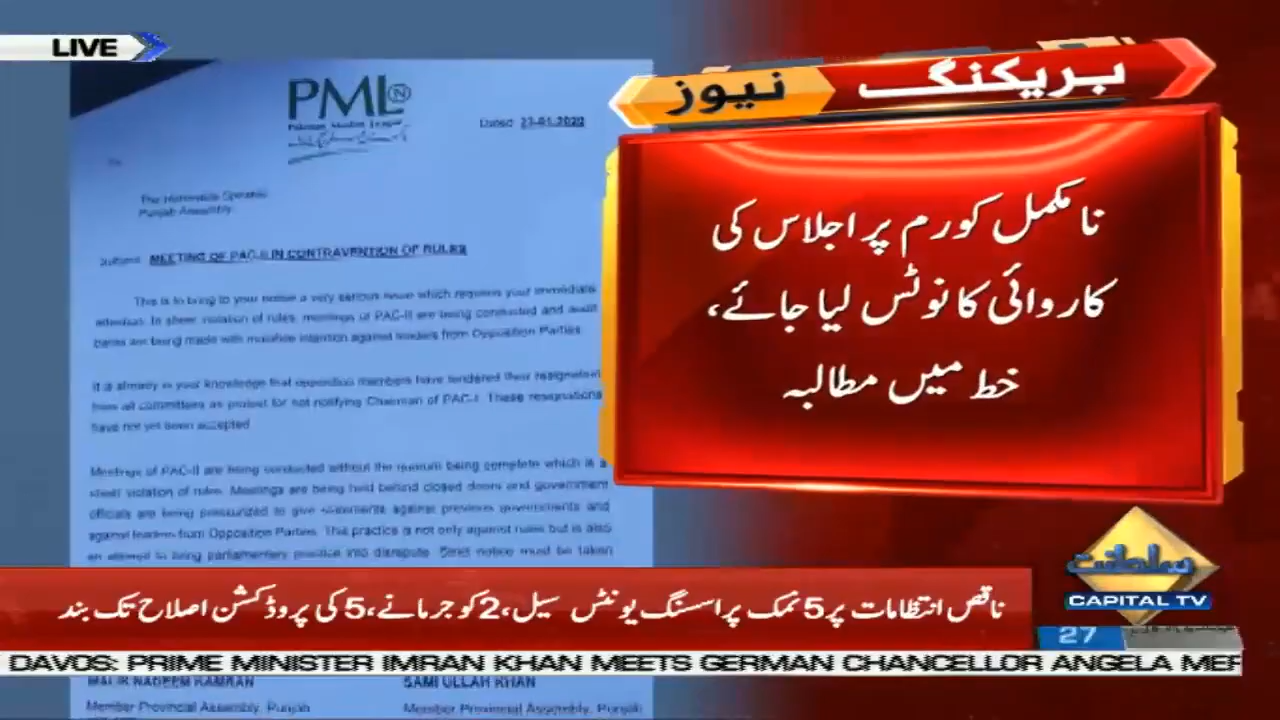 LIVE
PML N
Pakistan Muslim League
Dated: 23-01-2020
The Honorable Speaker
Punjab Assembly
Subject: MEETING OF PAC-II IN CONTRAVENTION OF RULES
This is to bring to your notice a very serious issue which requires your immediate
attention. In sheer violation of rules, meetings of PAC-II are being conducted and audit
paras are being made with malafide intention against leaders from Opposition Parties.
It is already in your knowledge that opposition members have tendered their resignation
from all committees as protest for not notifying Chairman of PAC-I. These resignations
have not yet been accepted
Meetings of PAC-II are being conducted without the quorum being complete which is a
sheer violation of rules. Meetings are being held behind closed doors and government
officials are being pressurized to give statements against previous governments and
against leaders from Opposition Parties. This practice is not only against rules but is also
an attempt to bring parliamentary practice into disrepute. Strict notice must be taken
MALIK NADEEM KAMRAN
SAMI ULLAH KHAN
Member Provincial Assembly, Punjab
Member Provincial Assembly, Punjab
بریکنگ نیوز
نامکمل کورم پر اجلاس کی
کاروائی کا نوٹس لیا جائے،
خط میں مطالبہ
CAPITAL TV
ناقص انتظامات پر 5 نمک پراسسنگ یونٹس سیل، 2 کو جرمانے، 5 کی پروڈکشن اصلاح تک بند
27
DAVOS: PRIME MINISTER IMRAN KHAN MEETS GERMAN CHANCELLOR ANGELA MER